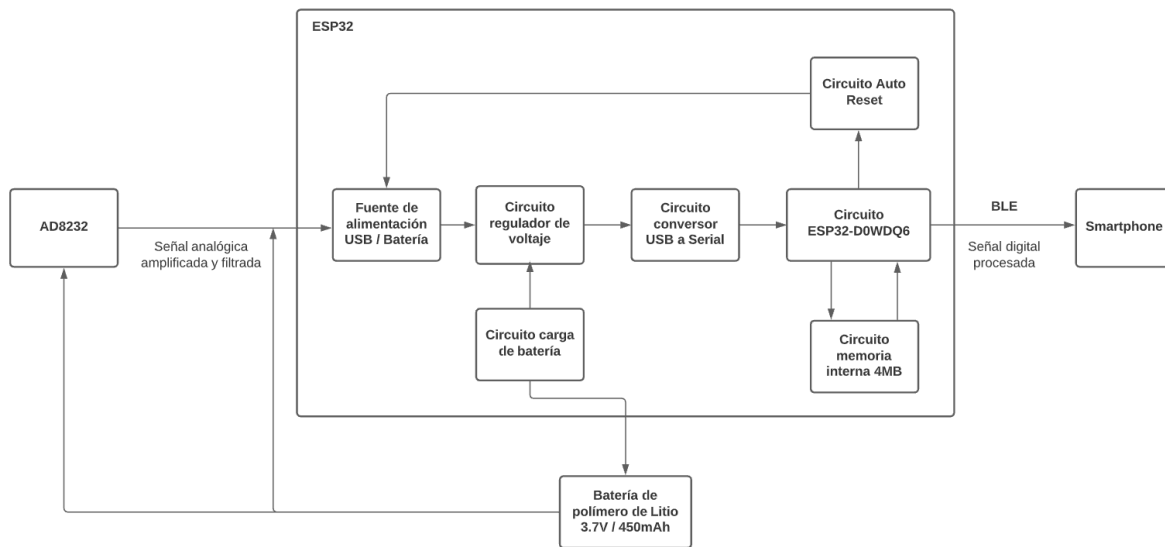 ESP32
Circuito Auto
Reset
AD8232
Señal analógica
amplificada y filtrada
Fuente de
alimentación
USB / Batería
Circuito
regulador de
voltaje
Circuito
conversor
USB a Serial
Circuito
ESP32-D0WDQ6
BLE
Señal digital
procesada
Smartphone
Circuito carga
de batería
Circuito
memoria
interna 4MB
Batería de
polímero de Litio
3.7V / 450mAh